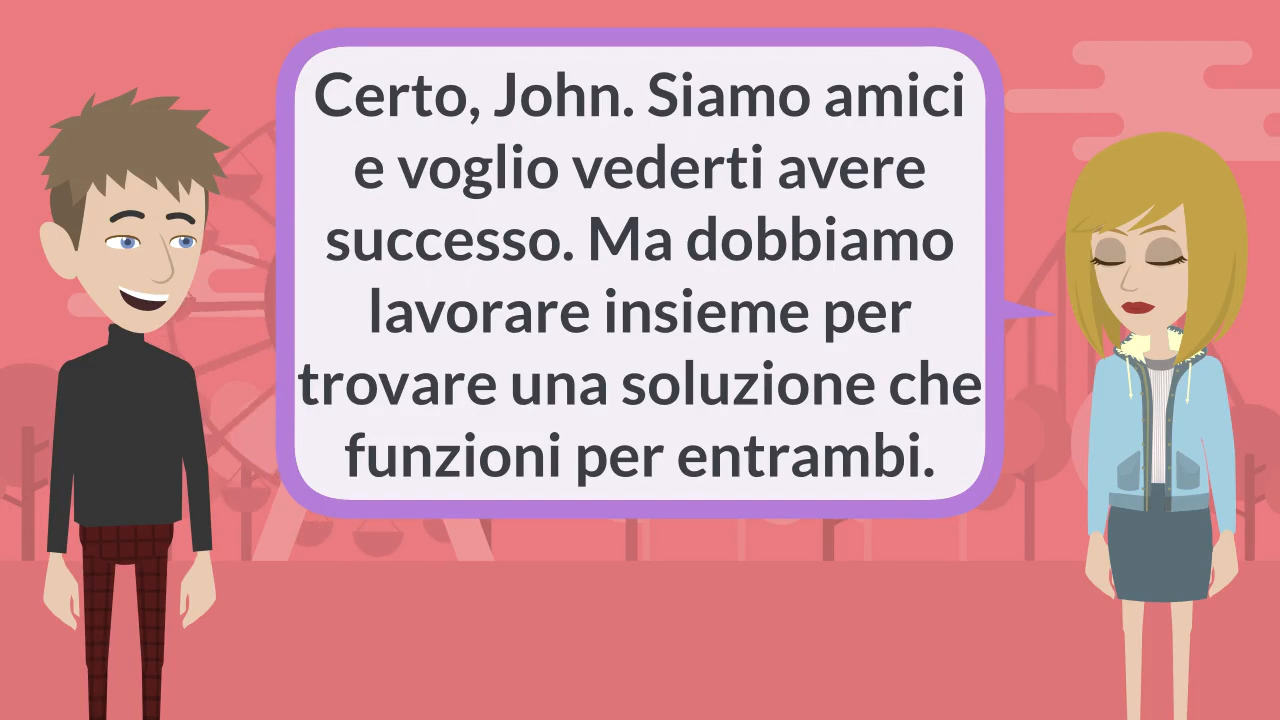 Certo, John. Siamo amici
e voglio vederti avere
successo. Ma dobbiamo
lavorare insieme per
trovare una soluzione che
funzioni per entrambi.